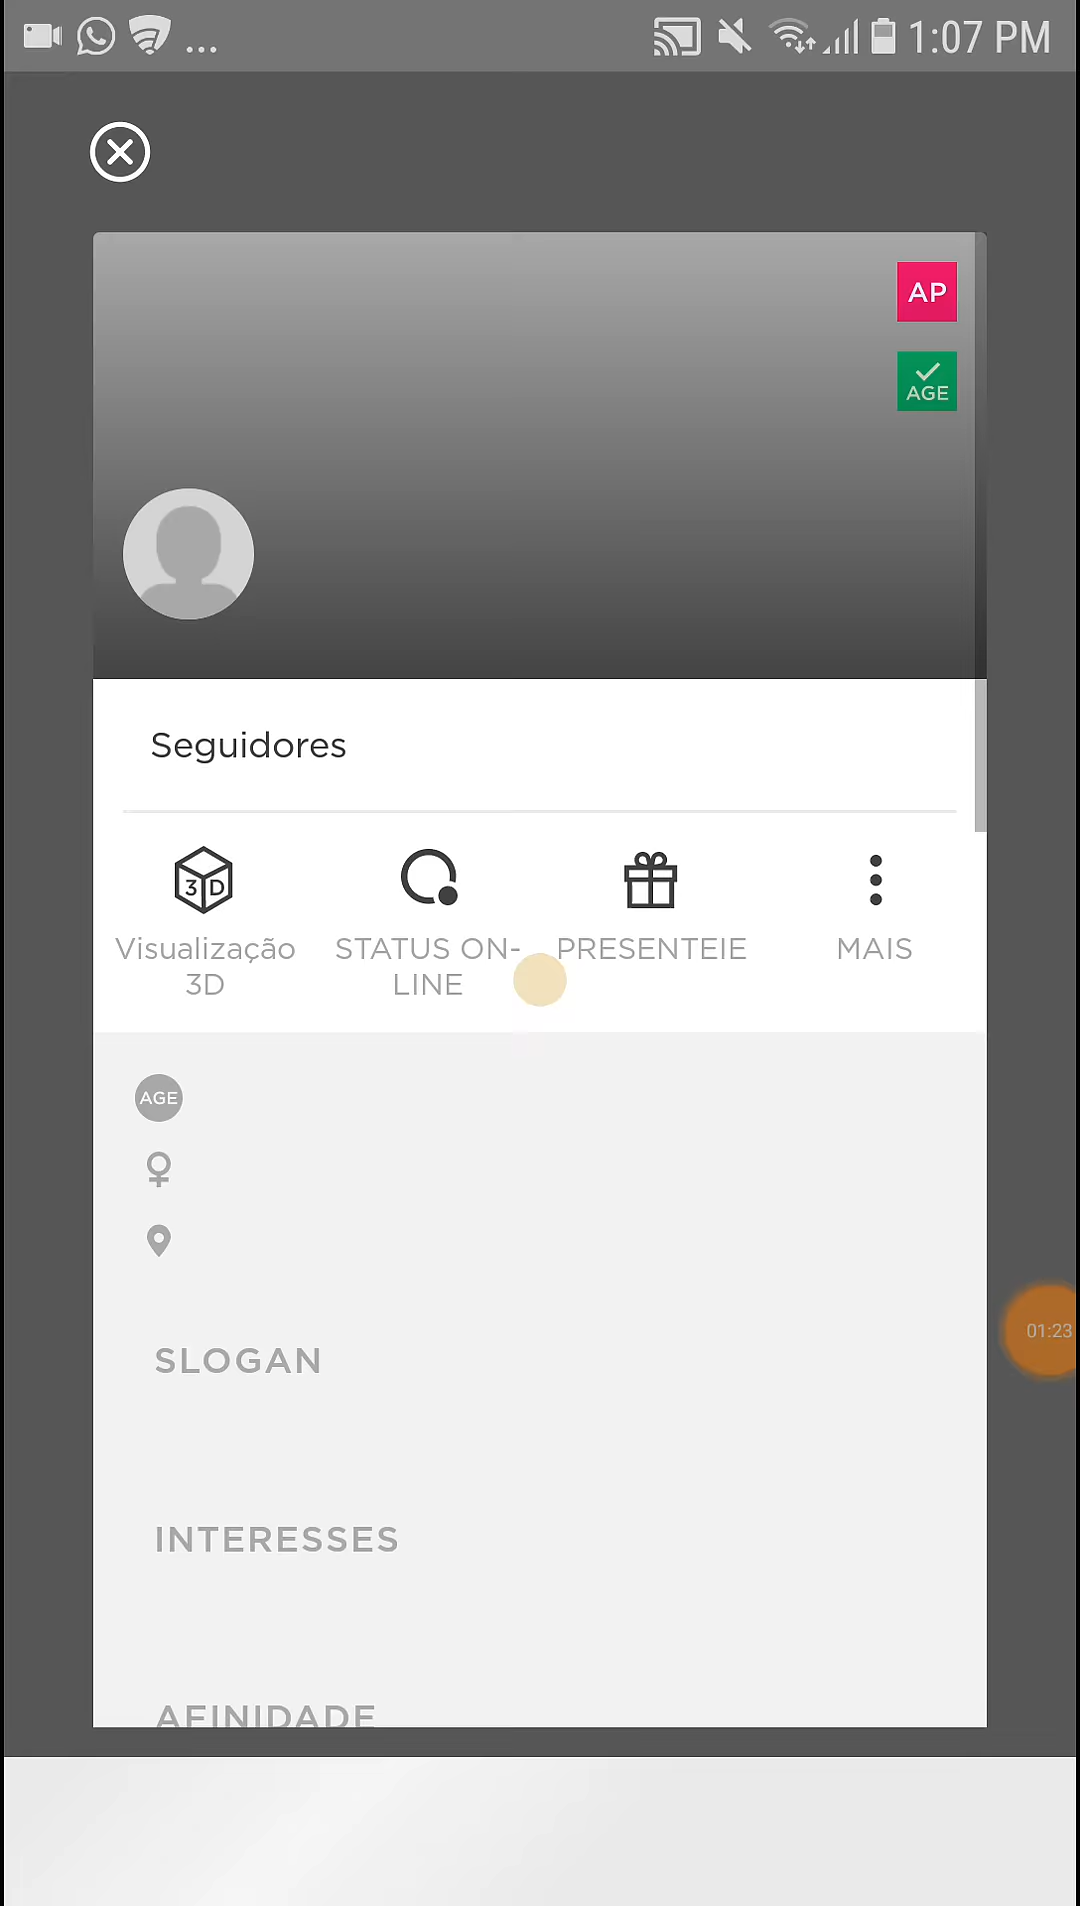 ... 1:07 PM
AP
AGE
Seguidores
3D
Visualização
3D
STATUS ON-
LINE
PRESENTEIE
MAIS
AGE
01:23
SLOGAN
INTERESSES
AFINIDADE